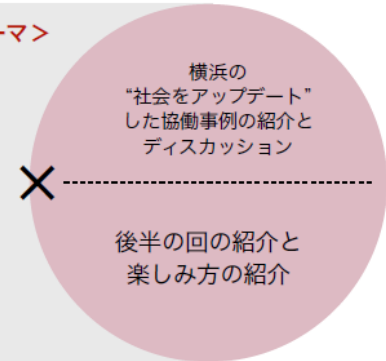 ーマ＞
横浜の
“社会をアップデート”
した協働事例の紹介と
ディスカッション
×
後半の回の紹介と
楽しみ方の紹介